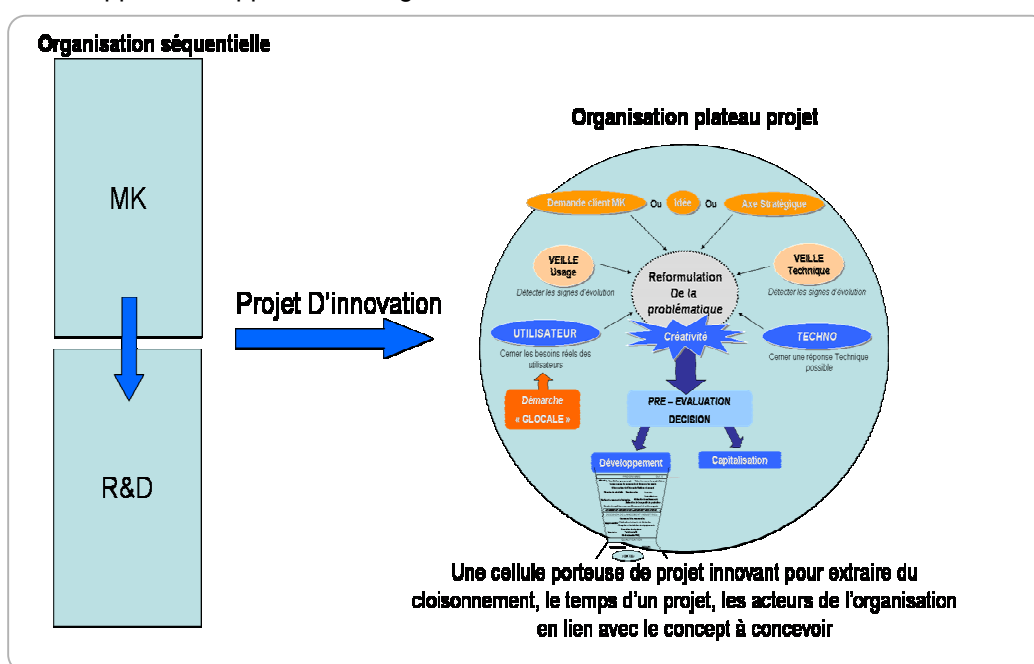 Organisation séquentielle
MK
R&D
Projet D'innovation
Organisation plateau projet
Demande client MK Ou Idée Ou Axe Stratégique
VEILLE
Usage
Détecter les signes d'évolution
VEILLE
Technique
Détecter les signes d'évolution
Reformulation
De la
problématique
Créativité
UTILISATEUR
Cerner les besoins réels des
utilisateurs
TECHNO
Cerner une réponse Technique
possible
Démarche
« GLOCALE »
PRE – EVALUATION
DECISION
Développement
Capitalisation
Une cellule porteuse de projet innovant pour extraire du
cloisonnement, le temps d'un projet, les acteurs de l'organisation
en lien avec le concept à concevoir